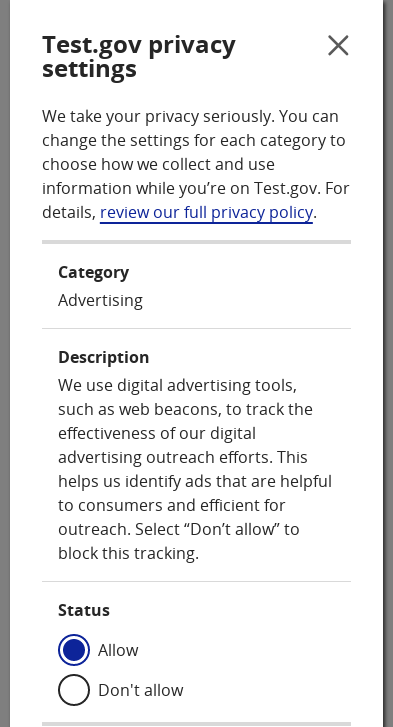 Test.gov privacy
settings
We take your privacy seriously. You can
change the settings for each category to
choose how we collect and use
information while you’re on Test.gov. For
details, review our full privacy policy.
Category
Advertising
Description
We use digital advertising tools,
such as web beacons, to track the
effectiveness of our digital
advertising outreach efforts. This
helps us identify ads that are helpful
to consumers and efficient for
outreach. Select “Don’t allow” to
block this tracking.
Status
Allow
Don't allow